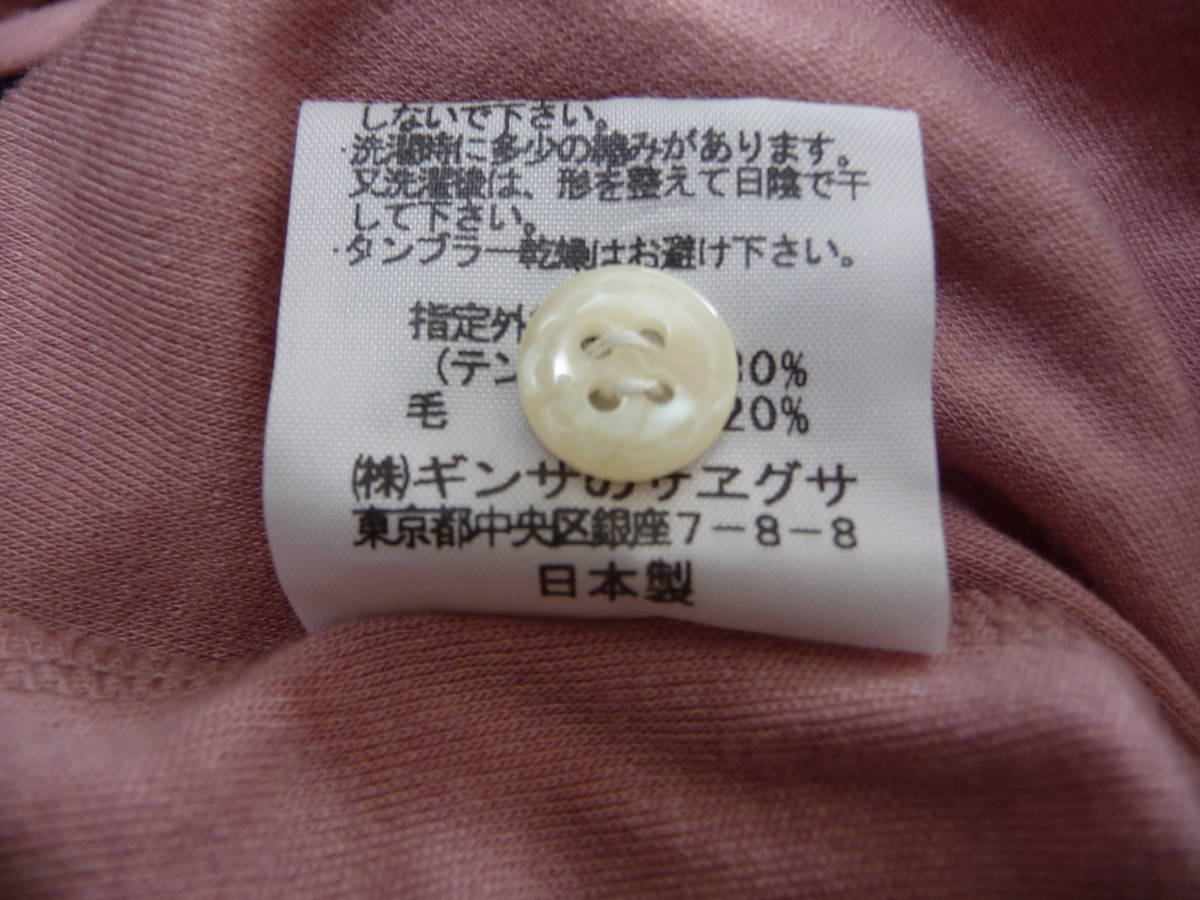 しないで下さい。
・洗濯時に多少の縮みがあります。
又洗濯後は、形を整えて日陰で干
して下さい。
・タンブラー乾燥はお避け下さい。
指定外
(テン 0%
毛 20%
㈱ギンサのサヱグサ
東京都中央区銀座7-8-8
日本製